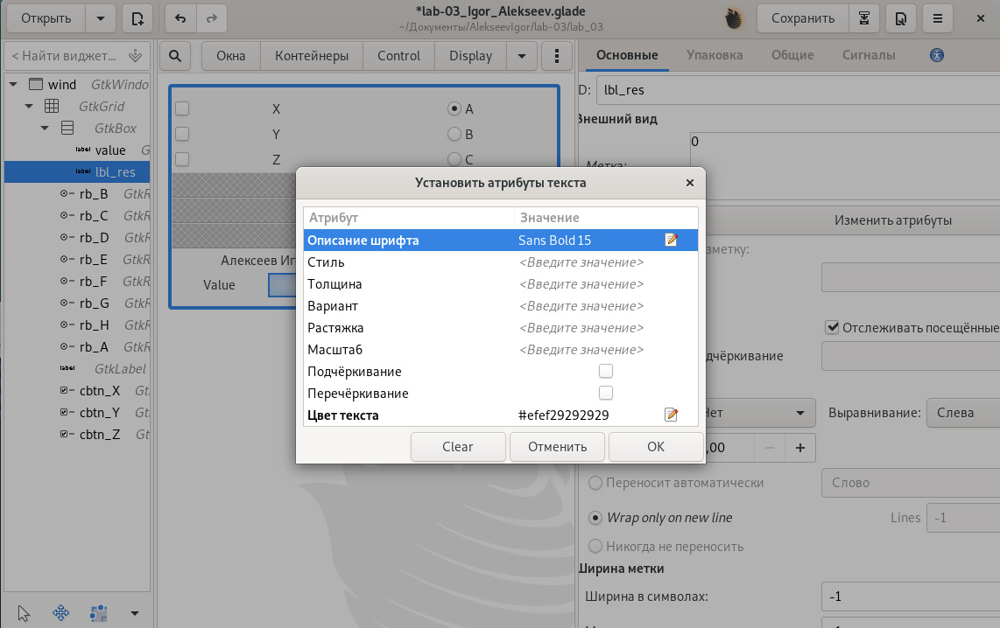 Открыть
*lab-03_Igor_Alekseev.glade
~/Документы/AlekseevIgor/lab-03/lab_03
Сохранить
< Найти виджет...
Окна
Контейнеры
Control
Display
Основные
Упаковка
Общие
Сигналы
wind GtkWindo
GtkGrid
GtkBox
label value G
label lbl_res
rb_B GtkR
rb_C GtkR
rb_D GtkR
rb_E GtkR
rb_F GtkR
rb_G GtkR
rb_H GtkR
rb_A GtkR
label GtkLabel
cbtn_X Gt
cbtn_Y Gt
cbtn_Z Gt
X
A
Y
B
Z
C
Алексеев Иг
Value
D:
lbl_res
Внешний вид
0
Метка:
Изменить атрибуты
зметку:
Отслеживать посещённые
дчёркивание
Нет
Выравнивание:
Слева
,00
Переносит автоматически
Слово
Wrap only on new line
Lines
-1
Никогда не переносить
Ширина метки
Ширина в символах:
-1
Установить атрибуты текста
Атрибут
Значение
Описание шрифта
Sans Bold 15
Стиль
<Введите значение>
Толщина
<Введите значение>
Вариант
<Введите значение>
Растяжка
<Введите значение>
Масштаб
<Введите значение>
Подчёркивание
Перечёркивание
Цвет текста
#efef29292929
Clear
Отменить
OK